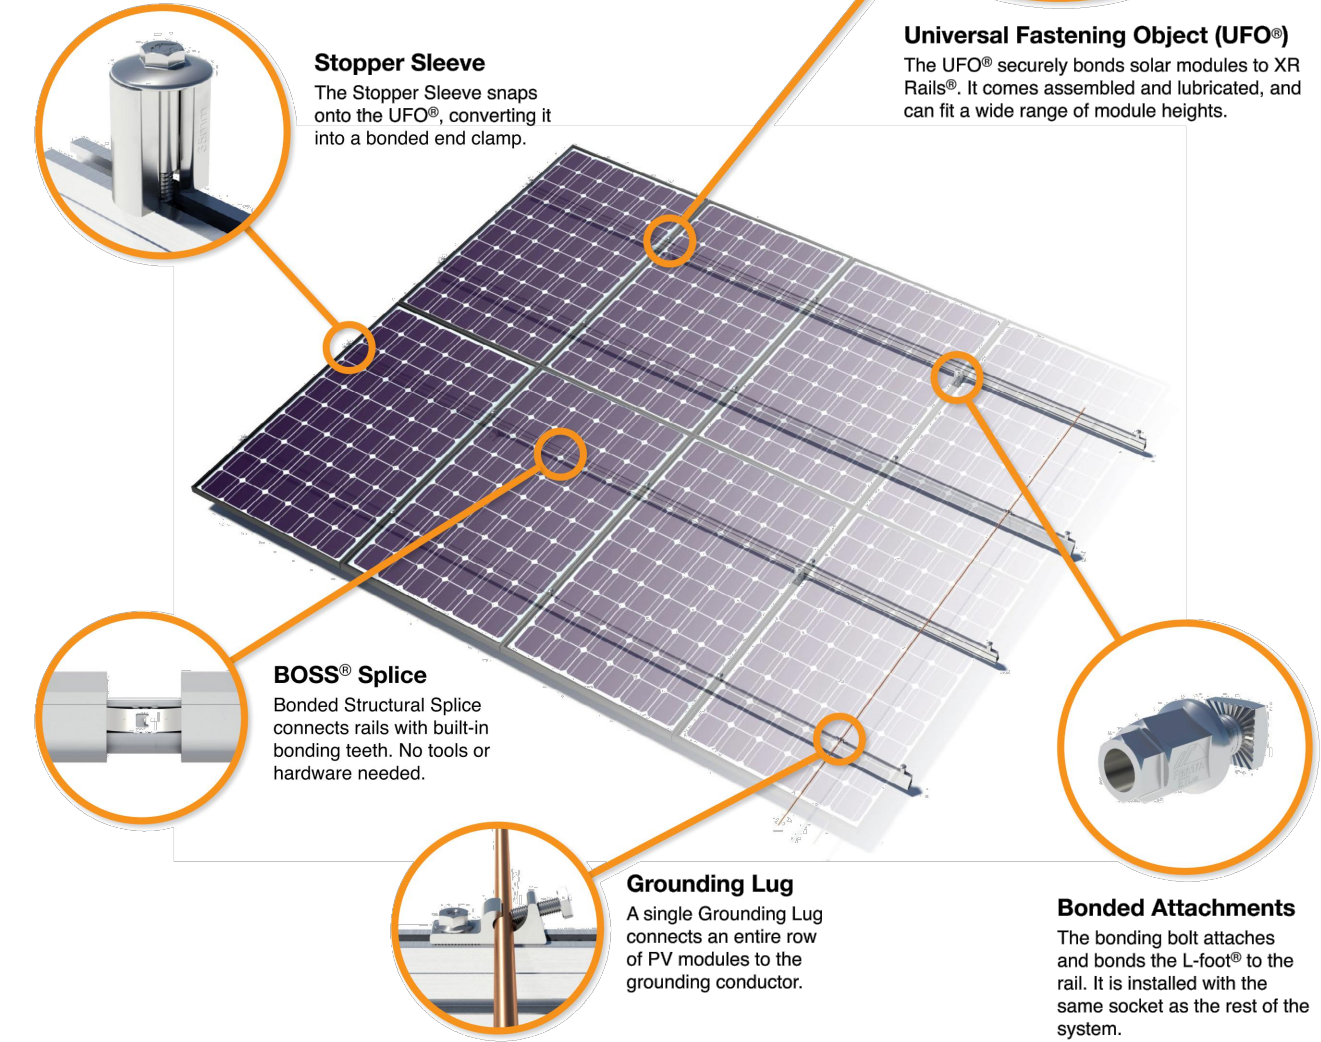 Stopper Sleeve
The Stopper Sleeve snaps
onto the UFO®, converting it
into a bonded end clamp.
Universal Fastening Object (UFO®)
The UFO® securely bonds solar modules to XR
Rails®. It comes assembled and lubricated, and
can fit a wide range of module heights.
35mm
BOSS® Splice
Bonded Structural Splice
connects rails with built-in
bonding teeth. No tools or
hardware needed.
Grounding Lug
A single Grounding Lug
connects an entire row
of PV modules to the
grounding conductor.
Bonded Attachments
The bonding bolt attaches
and bonds the L-foot® to the
rail. It is installed with the
same socket as the rest of the
system.